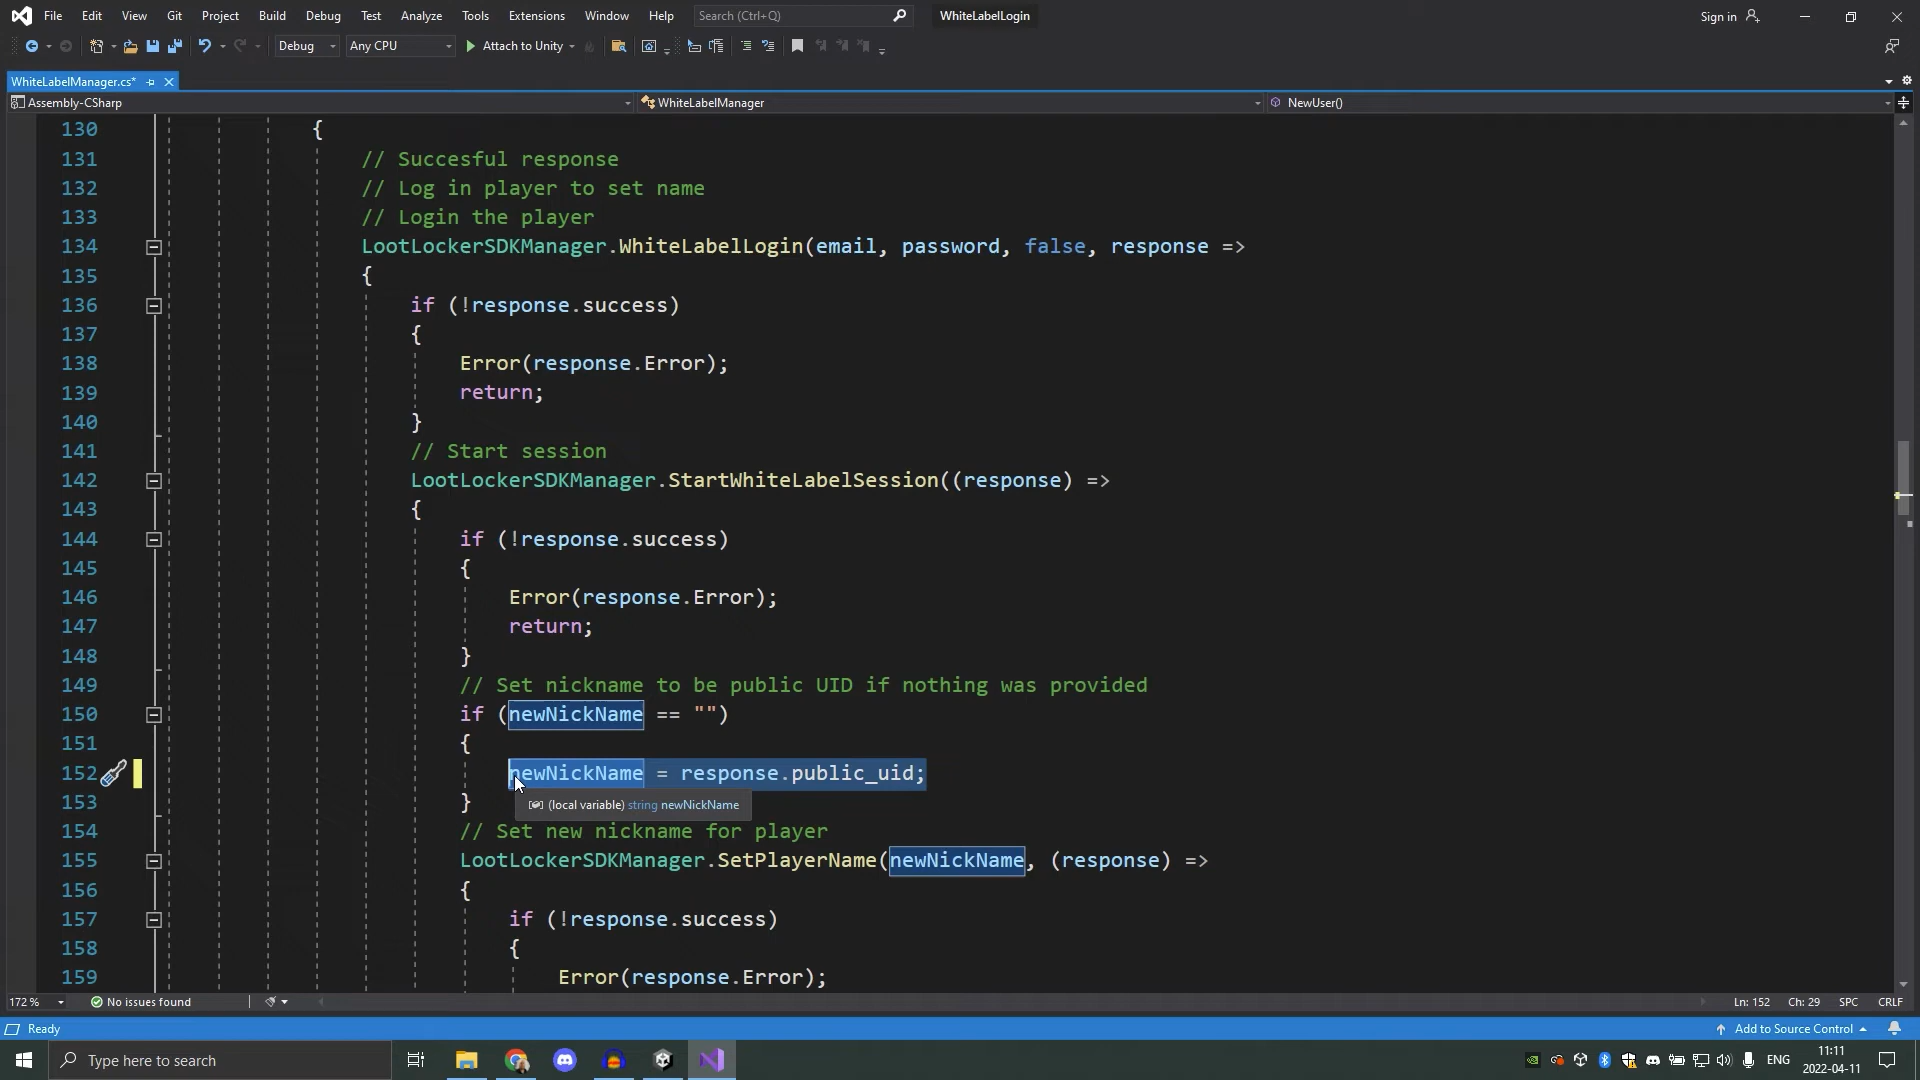 File Edit View Git Project Build Debug Test Analyze Tools Extensions Window Help Search (Ctrl+Q) WhiteLabelLogin Sign in
Debug Any CPU Attach to Unity
WhiteLabelManager.cs*
Assembly-CSharp WhiteLabelManager NewUser()
130 {
131 // Succesful response
132 // Log in player to set name
133 // Login the player
134 LootLockerSDKManager.WhiteLabelLogin(email, password, false, response =>
135 {
136 if (!response.success)
137 {
138 Error(response.Error);
139 return;
140 }
141 // Start session
142 LootLockerSDKManager.StartWhiteLabelSession((response) =>
143 {
144 if (!response.success)
145 {
146 Error(response.Error);
147 return;
148 }
149 // Set nickname to be public UID if nothing was provided
150 if (newNickName == "")
151 {
152 newNickName = response.public_uid;
153 }
(local variable) string newNickName
154 // Set new nickname for player
155 LootLockerSDKManager.SetPlayerName(newNickName, (response) =>
156 {
157 if (!response.success)
158 {
159 Error(response.Error);
172 % No issues found Ln: 152 Ch: 29 SPC CRLF
Ready Add to Source Control
Type here to search ENG 11:11
2022-04-11